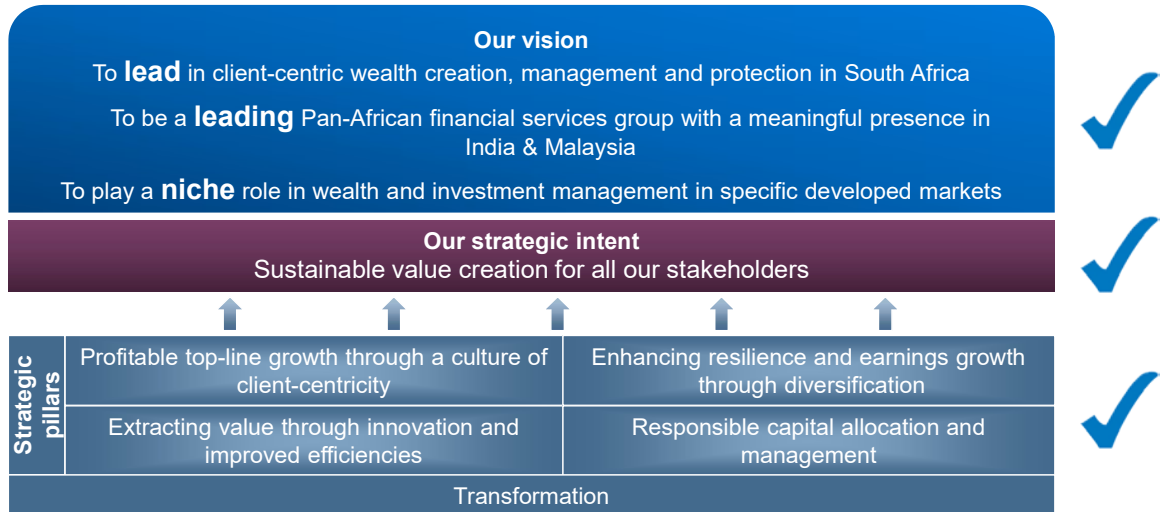 Our vision
To lead in client-centric wealth creation, management and protection in South Africa
To be a leading Pan-African financial services group with a meaningful presence in
India & Malaysia
To play a niche role in wealth and investment management in specific developed markets
Our strategic intent
Sustainable value creation for all our stakeholders
Strategic
pillars
Profitable top-line growth through a culture of
client-centricity
Enhancing resilience and earnings growth
through diversification
Extracting value through innovation and
improved efficiencies
Responsible capital allocation and
management
Transformation